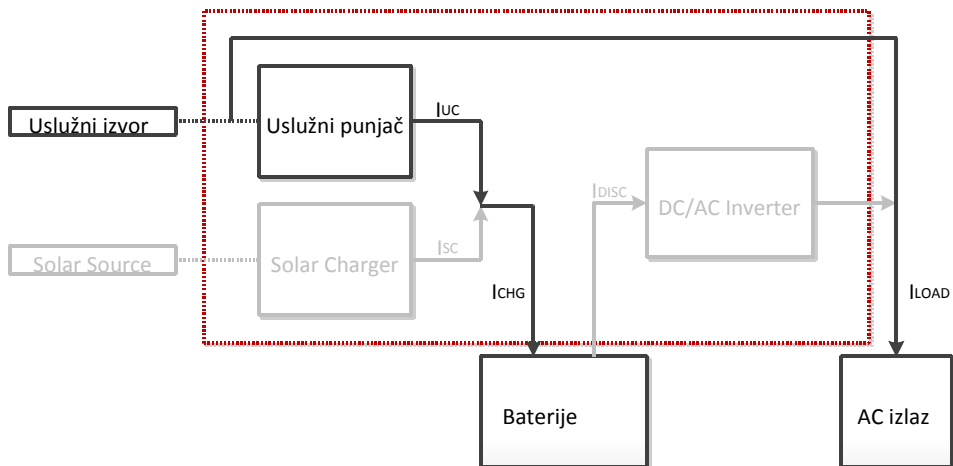 Uslužni izvor
Uslužni punjač
IUC
IDISC
DC/AC Inverter
Solar Source
Solar Charger
ISC
ICHG
ILOAD
Baterije
AC izlaz